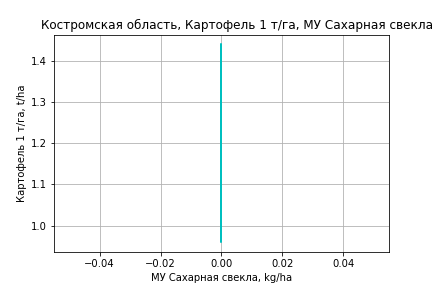 Костромская область, Картофель 1 т/га, МУ Сахарная свекла
1.4
1.3
1.2
1.1
1.0
Картофель 1 т/га, t/ha
−0.04 −0.02 0.00 0.02 0.04
МУ Сахарная свекла, kg/ha